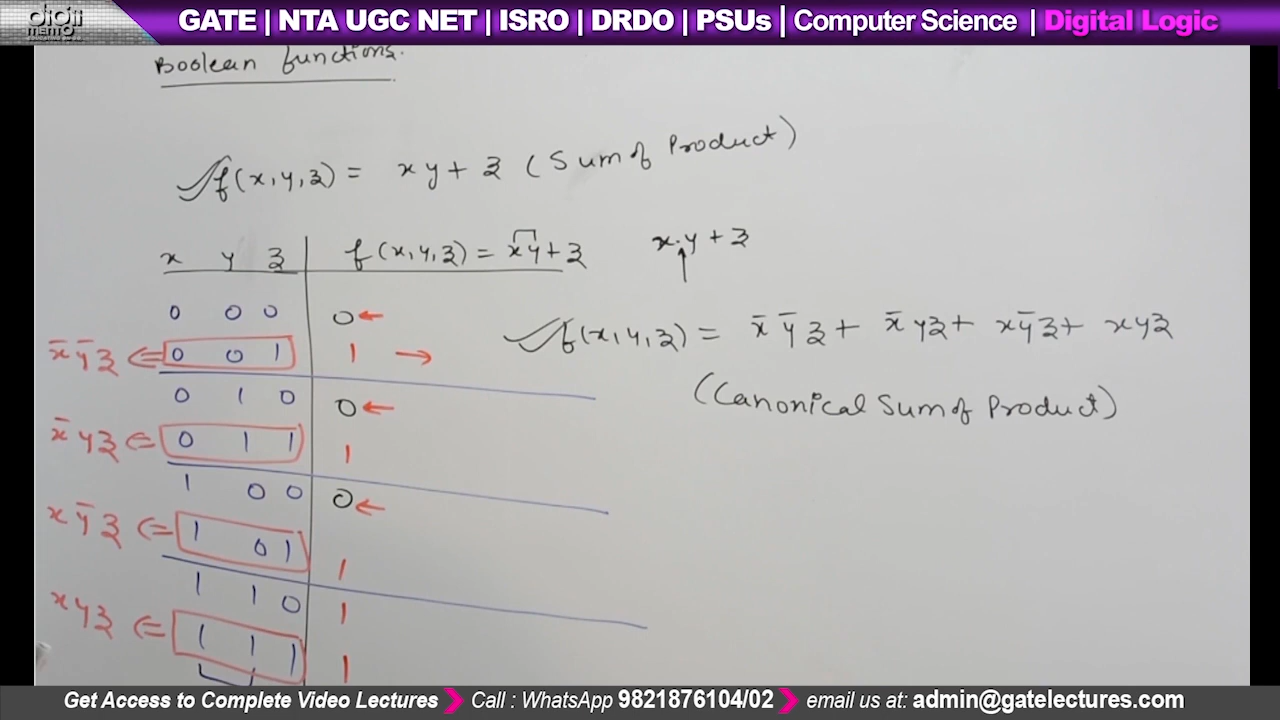 digii
MENTO
EDUCATING BHARAT
GATE | NTA UGC NET | ISRO | DRDO | PSUs | Computer Science | Digital Logic
Boolean functions.
f(x,y,z) = xy + z (Sum of Product)
x y z f(x,y,z) = xy + z x.y + z
0 0 0 0 ←
x̄ȳz ⇐ 0 0 1 1 →
f(x,y,z) = x̄ȳz + x̄yz + xȳz + xyz
0 1 0 0 ←
(Canonical Sum of Product)
x̄yz ⇐ 0 1 1 1
1 0 0 0 ←
xȳz ⇐ 1 0 1 1
1 1 0 1
xyz ⇐ 1 1 1 1
Get Access to Complete Video Lectures Call : WhatsApp 9821876104/02 email us at: admin@gatelectures.com